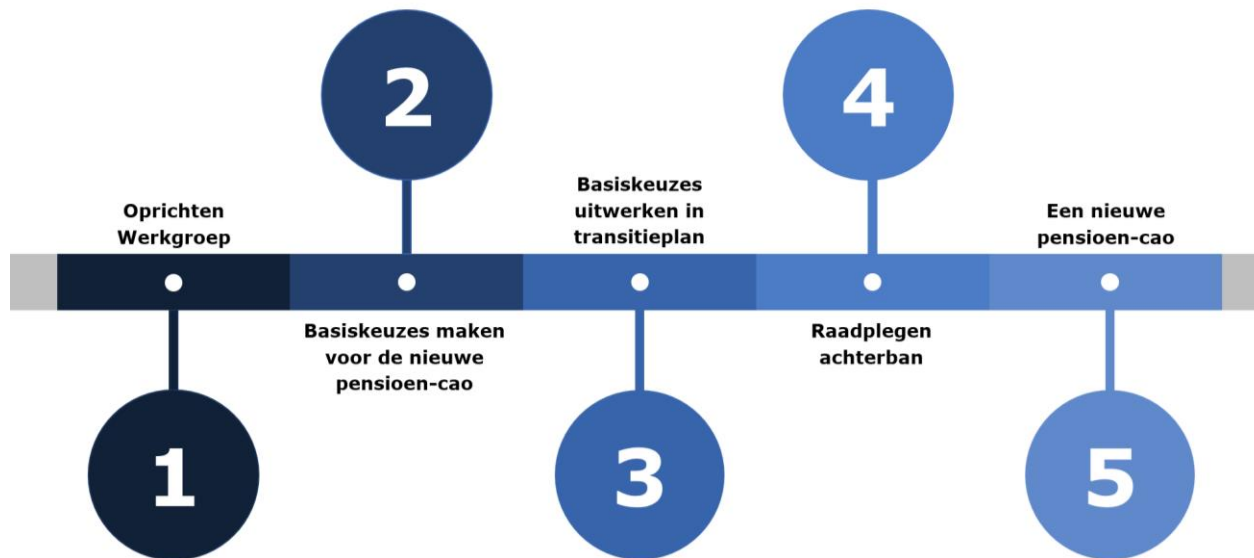 1
Oprichten
Werkgroep
2
Basiskeuzes maken
voor de nieuwe
pensioen-cao
3
Basiskeuzes
uitwerken in
transitieplan
4
Raadplegen
achterban
5
Een nieuwe
pensioen-cao